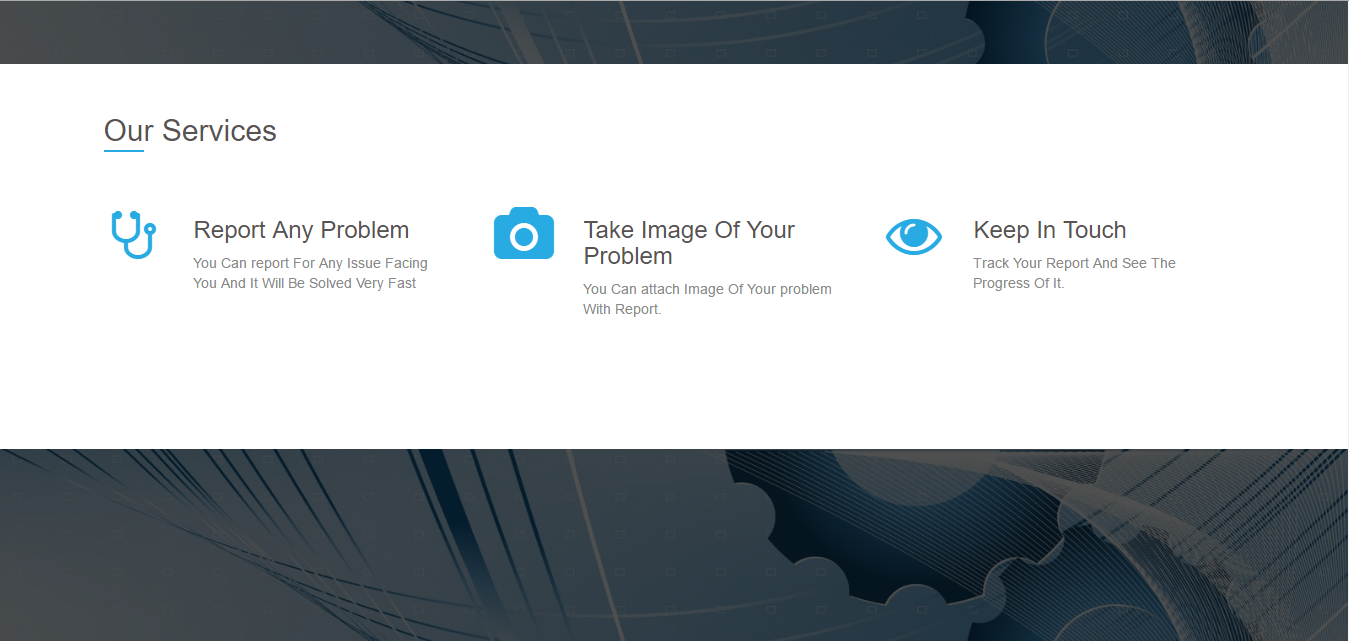 Our Services
Report Any Problem
You Can report For Any Issue Facing
You And It Will Be Solved Very Fast
Take Image Of Your
Problem
You Can attach Image Of Your problem
With Report.
Keep In Touch
Track Your Report And See The
Progress Of It.